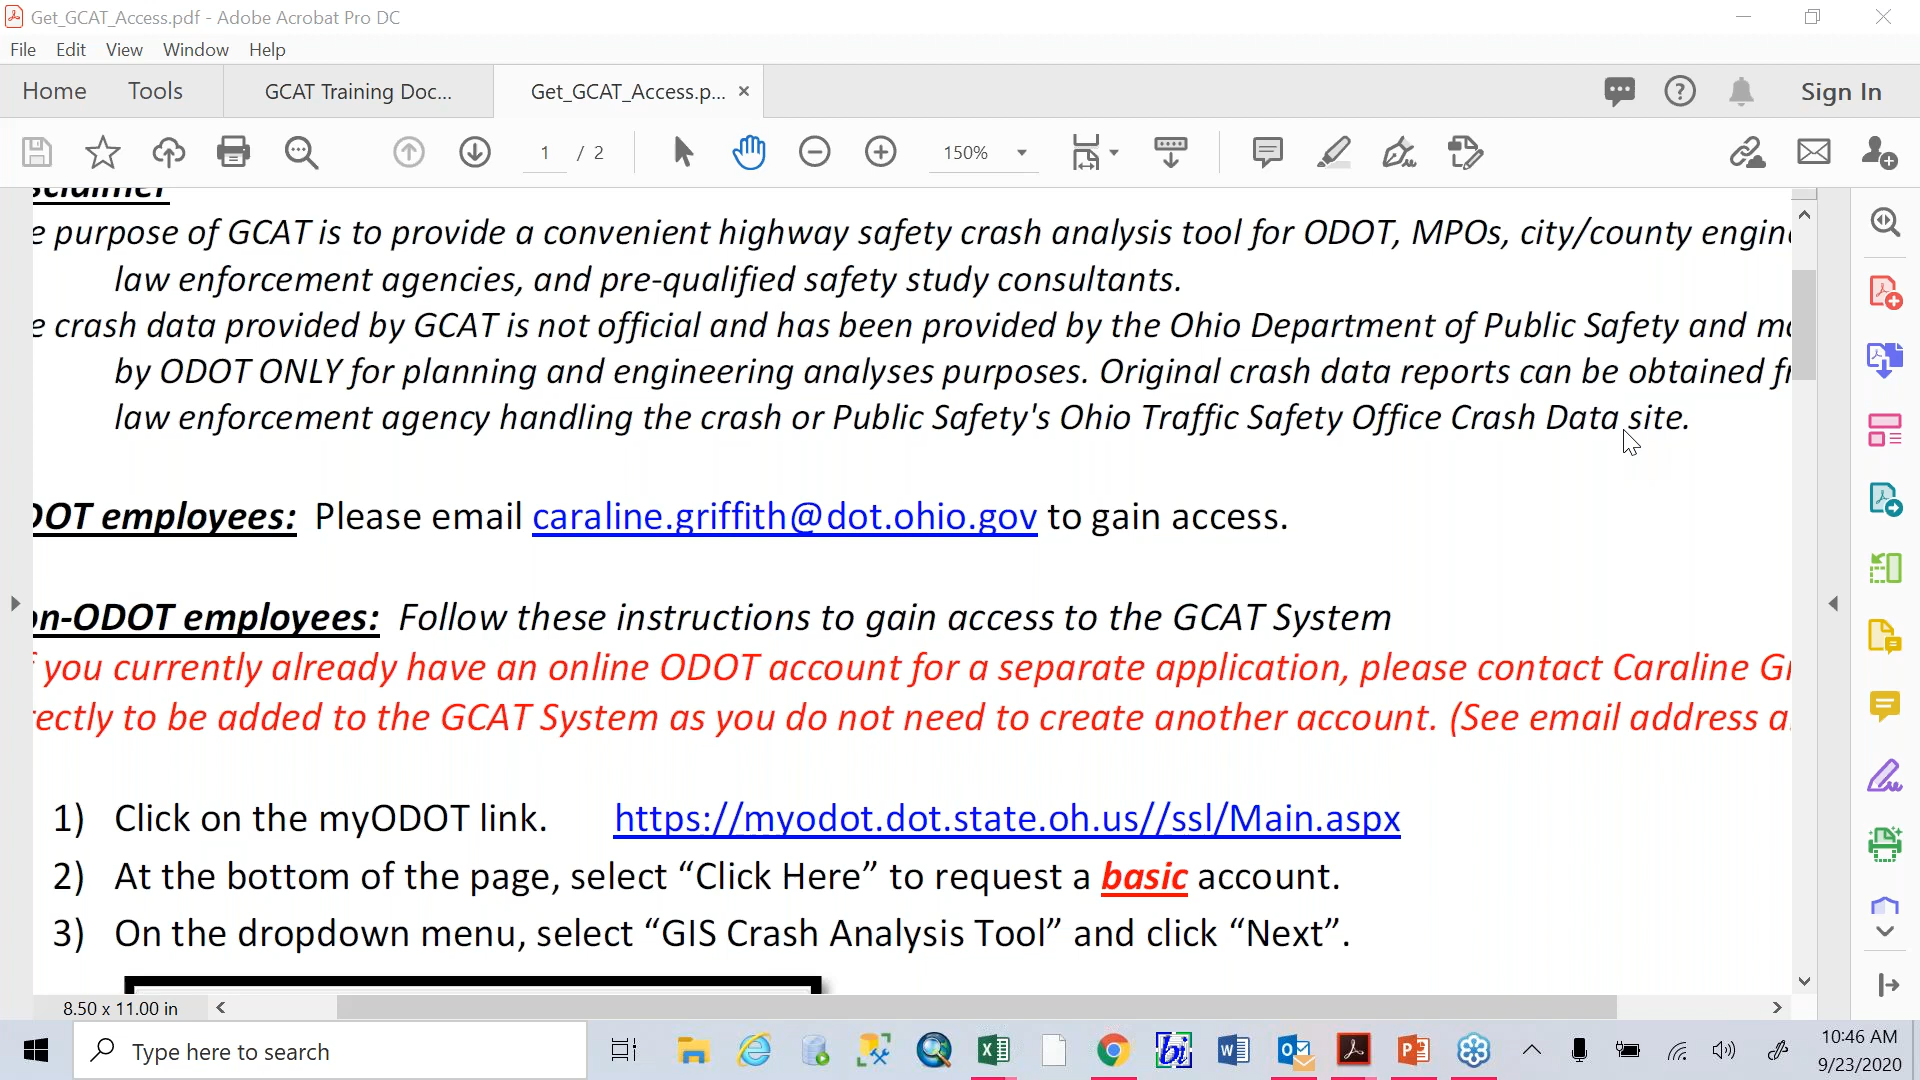 Get_GCAT_Access.pdf - Adobe Acrobat Pro DC
File Edit View Window Help
Home Tools GCAT Training Doc... Get_GCAT_Access.p... × Sign In
1 / 2 150%
purpose of GCAT is to provide a convenient highway safety crash analysis tool for ODOT, MPOs, city/county
law enforcement agencies, and pre-qualified safety study consultants.
crash data provided by GCAT is not official and has been provided by the Ohio Department of Public Safety and
by ODOT ONLY for planning and engineering analyses purposes. Original crash data reports can be obtained
law enforcement agency handling the crash or Public Safety's Ohio Traffic Safety Office Crash Data site.
employees: Please email caraline.griffith@dot.ohio.gov to gain access.
employees: Follow these instructions to gain access to the GCAT System
you currently already have an online ODOT account for a separate application, please contact Caraline
to be added to the GCAT System as you do not need to create another account. (See email address
1) Click on the myODOT link. https://myodot.dot.state.oh.us//ssl/Main.aspx
2) At the bottom of the page, select “Click Here” to request a basic account.
3) On the dropdown menu, select “GIS Crash Analysis Tool” and click “Next”.
8.50 x 11.00 in
Type here to search
10:46 AM
9/23/2020